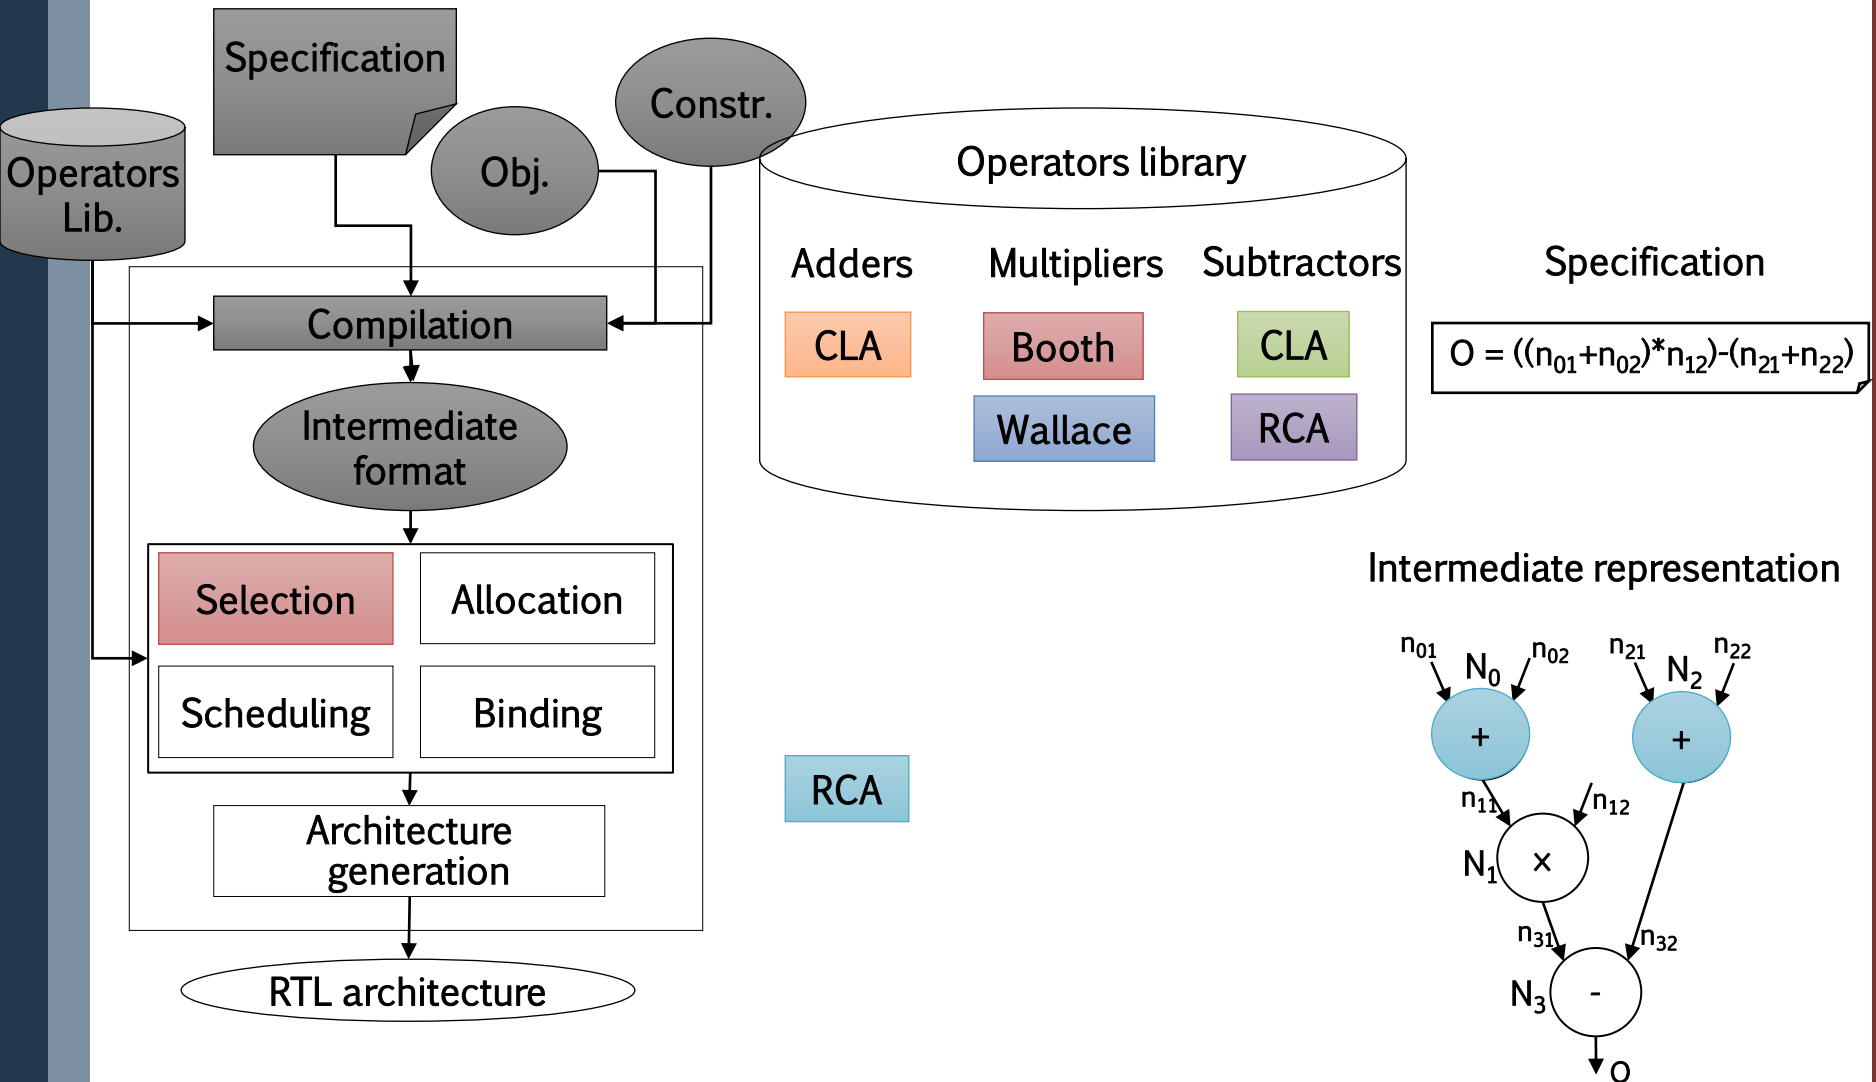 Specification
Constr.
Obj.
Operators
Lib.
Compilation
Intermediate
format
Selection
Allocation
Scheduling
Binding
Architecture
generation
RTL architecture
Operators library
Adders
Multipliers
Subtractors
CLA
Booth
CLA
Wallace
RCA
RCA
Specification
O = ((n₀₁+n₀₂)*n₁₂)-(n₂₁+n₂₂)
Intermediate representation
n₀₁
N₀
n₀₂
n₂₁
N₂
n₂₂
+
+
n₁₁
n₁₂
N₁
x
n₃₁
n₃₂
N₃
-
O